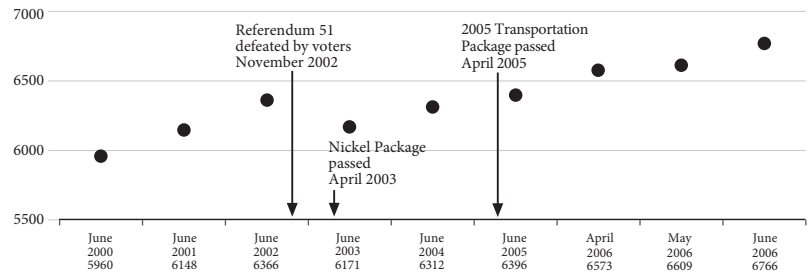 7000
6500
6000
5500
Referendum 51
defeated by voters
November 2002
Nickel Package
passed
April 2003
2005 Transportation
Package passed
April 2005
June
2000
5960
June
2001
6148
June
2002
6366
June
2003
6171
June
2004
6312
June
2005
6396
April
2006
6573
May
2006
6609
June
2006
6766